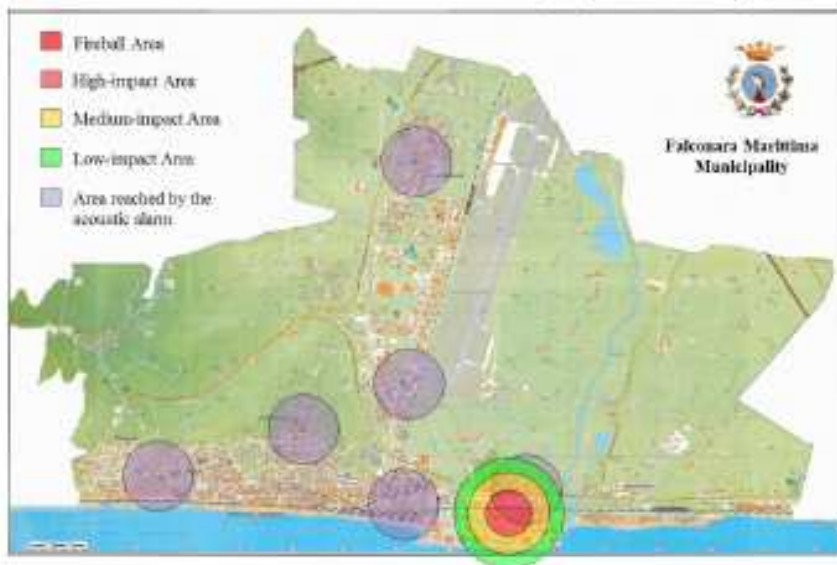 Fireball Area
High-impact Area
Medium-impact Area
Low-impact Area
Area reached by the
acoustic alarm
Falconara Marittima
Municipality